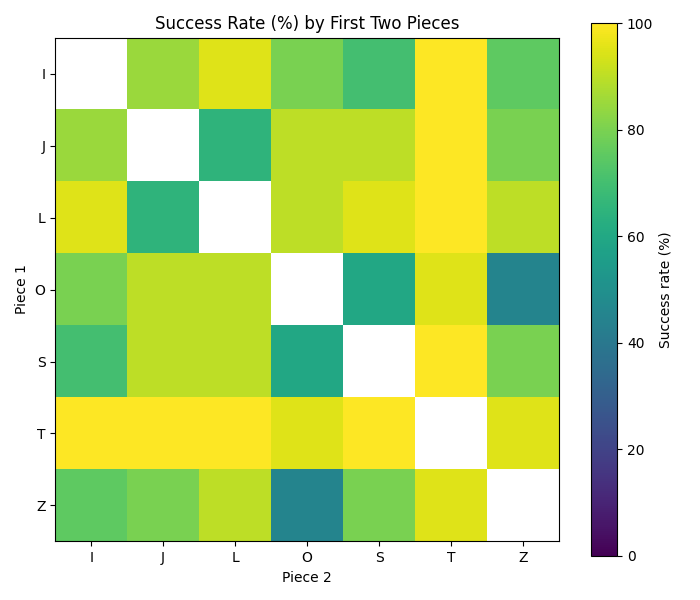 Success Rate (%) by First Two Pieces
I
J
L
O
S
T
Z
Piece 1
I J L O S T Z
Piece 2
100
80
60
40
20
0
Success rate (%)